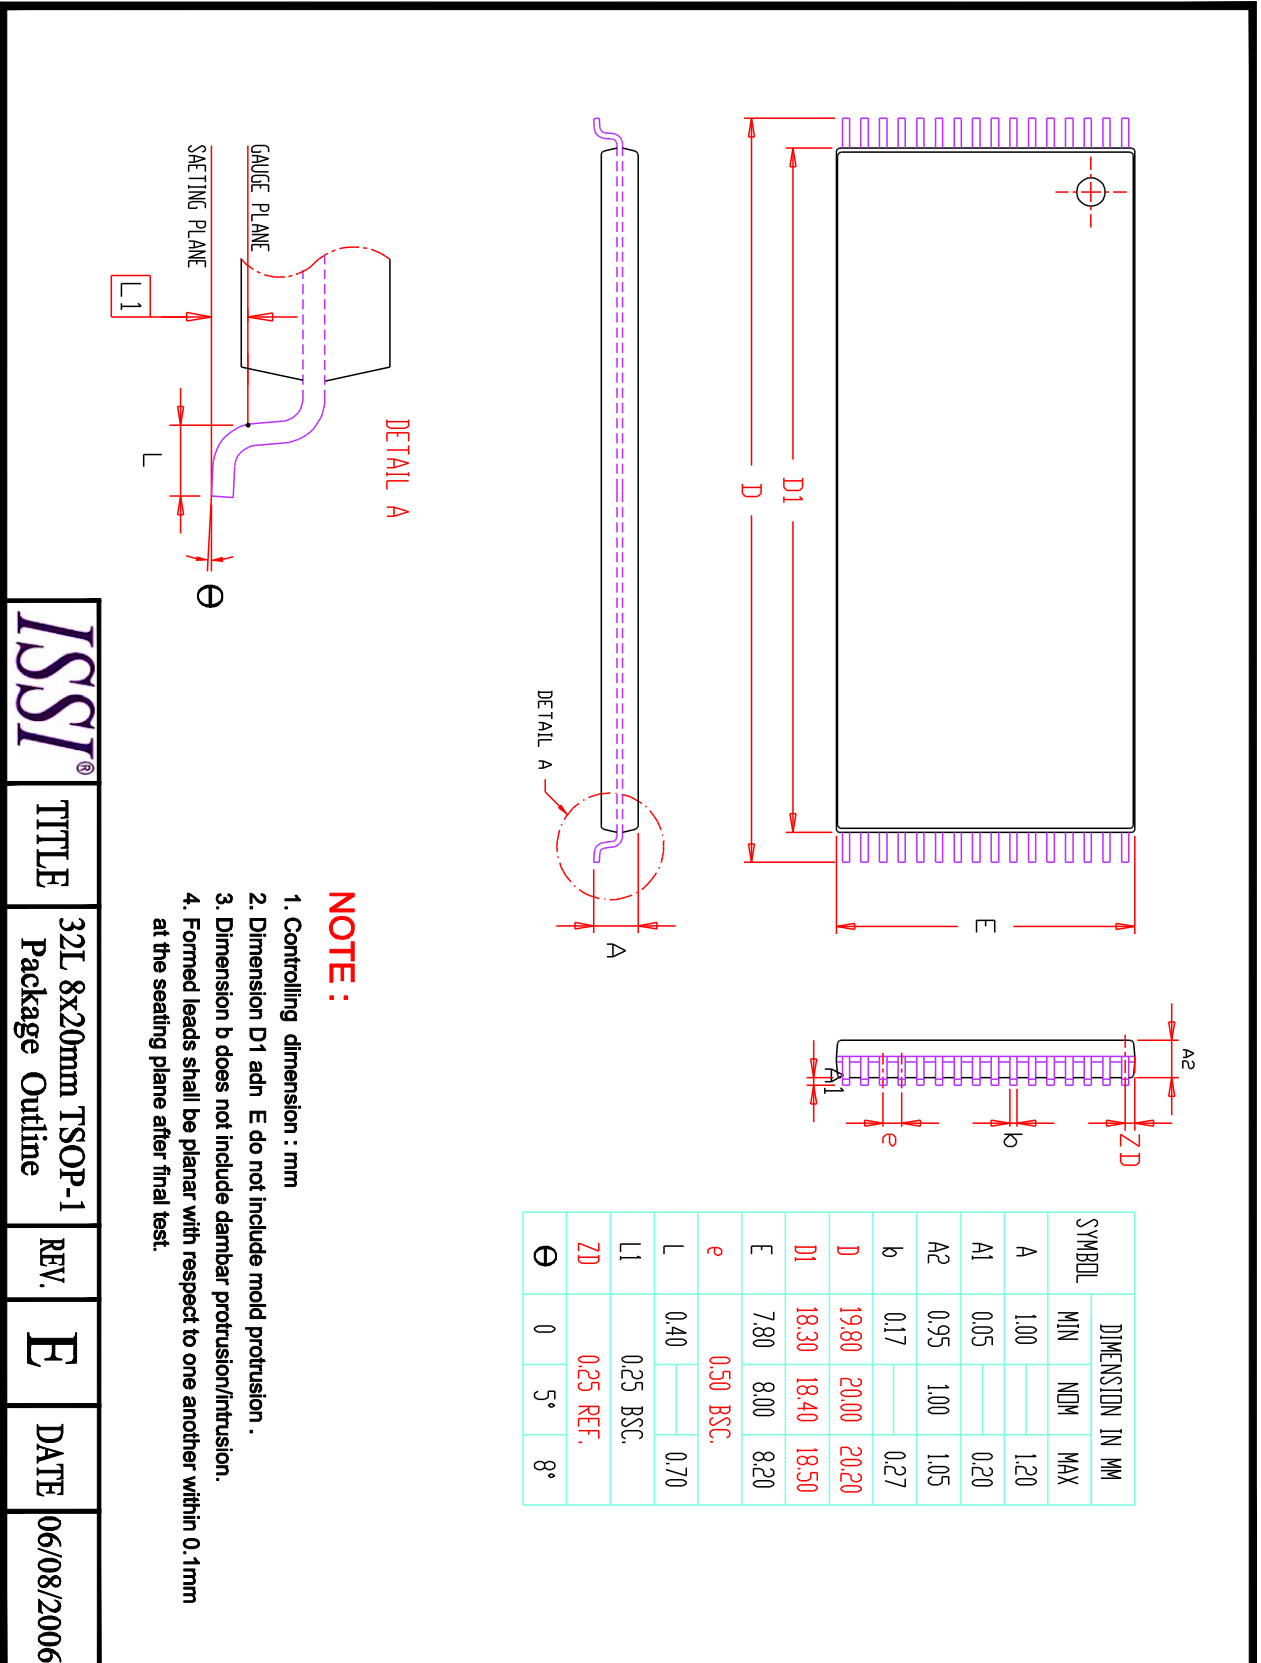 D1
D
E
A2
A1
e
b
ZD
DETAIL A
A
DETAIL A
GAUGE PLANE
SAETING PLANE
L1
L
Θ
SYMBOL DIMENSION IN MM
MIN NOM MAX
A 1.00 1.20
A1 0.05 0.20
A2 0.95 1.00 1.05
b 0.17 0.27
D 19.80 20.00 20.20
D1 18.30 18.40 18.50
E 7.80 8.00 8.20
e 0.50 BSC.
L 0.40 0.70
L1 0.25 BSC.
ZD 0.25 REF.
Θ 0 5° 8°
NOTE :
1. Controlling dimension : mm
2. Dimension D1 adn E do not include mold protrusion .
3. Dimension b does not include dambar protrusion/intrusion.
4. Formed leads shall be planar with respect to one another within 0.1mm
at the seating plane after final test.
ISSI®
TITLE
32L 8x20mm TSOP-1
Package Outline
REV.
E
DATE
06/08/2006